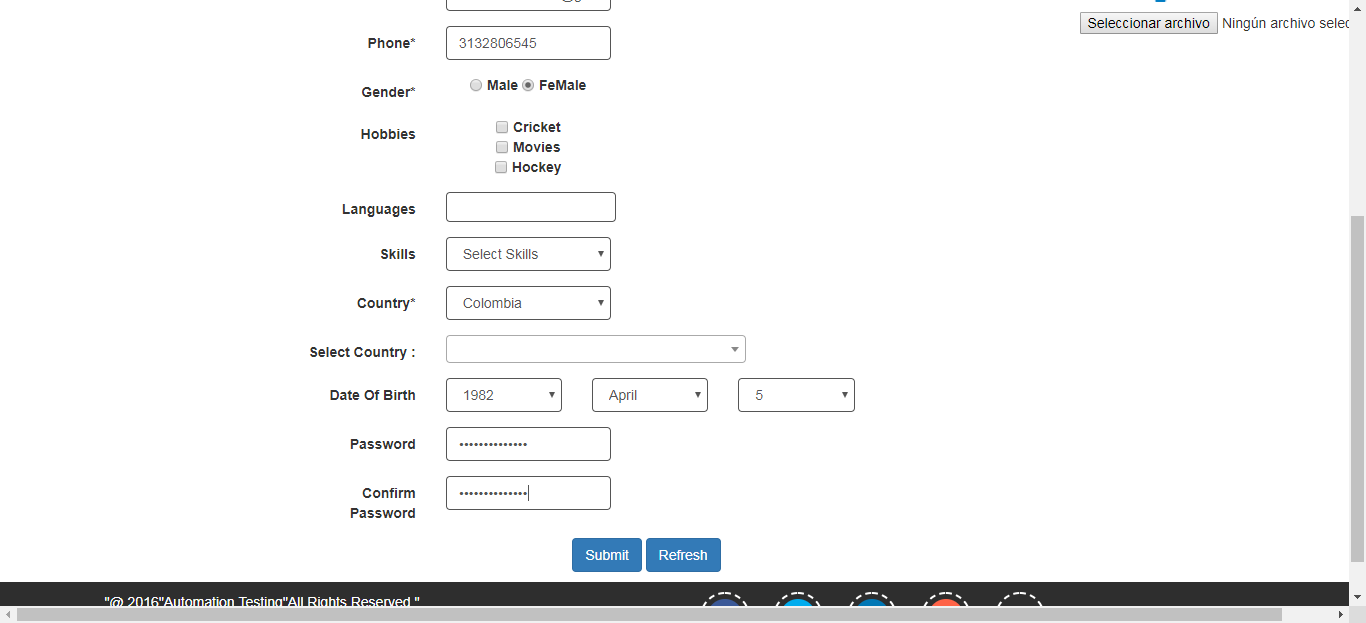 Seleccionar archivo Ningún archivo selec
Phone* 3132806545
Gender* Male FeMale
Hobbies Cricket
Movies
Hockey
Languages
Skills Select Skills
Country* Colombia
Select Country :
Date Of Birth 1982 April 5
Password ••••••••••••••
Confirm Password ••••••••••••••
Submit Refresh
"@ 2016"Automation Testing"All Rights Reserved "